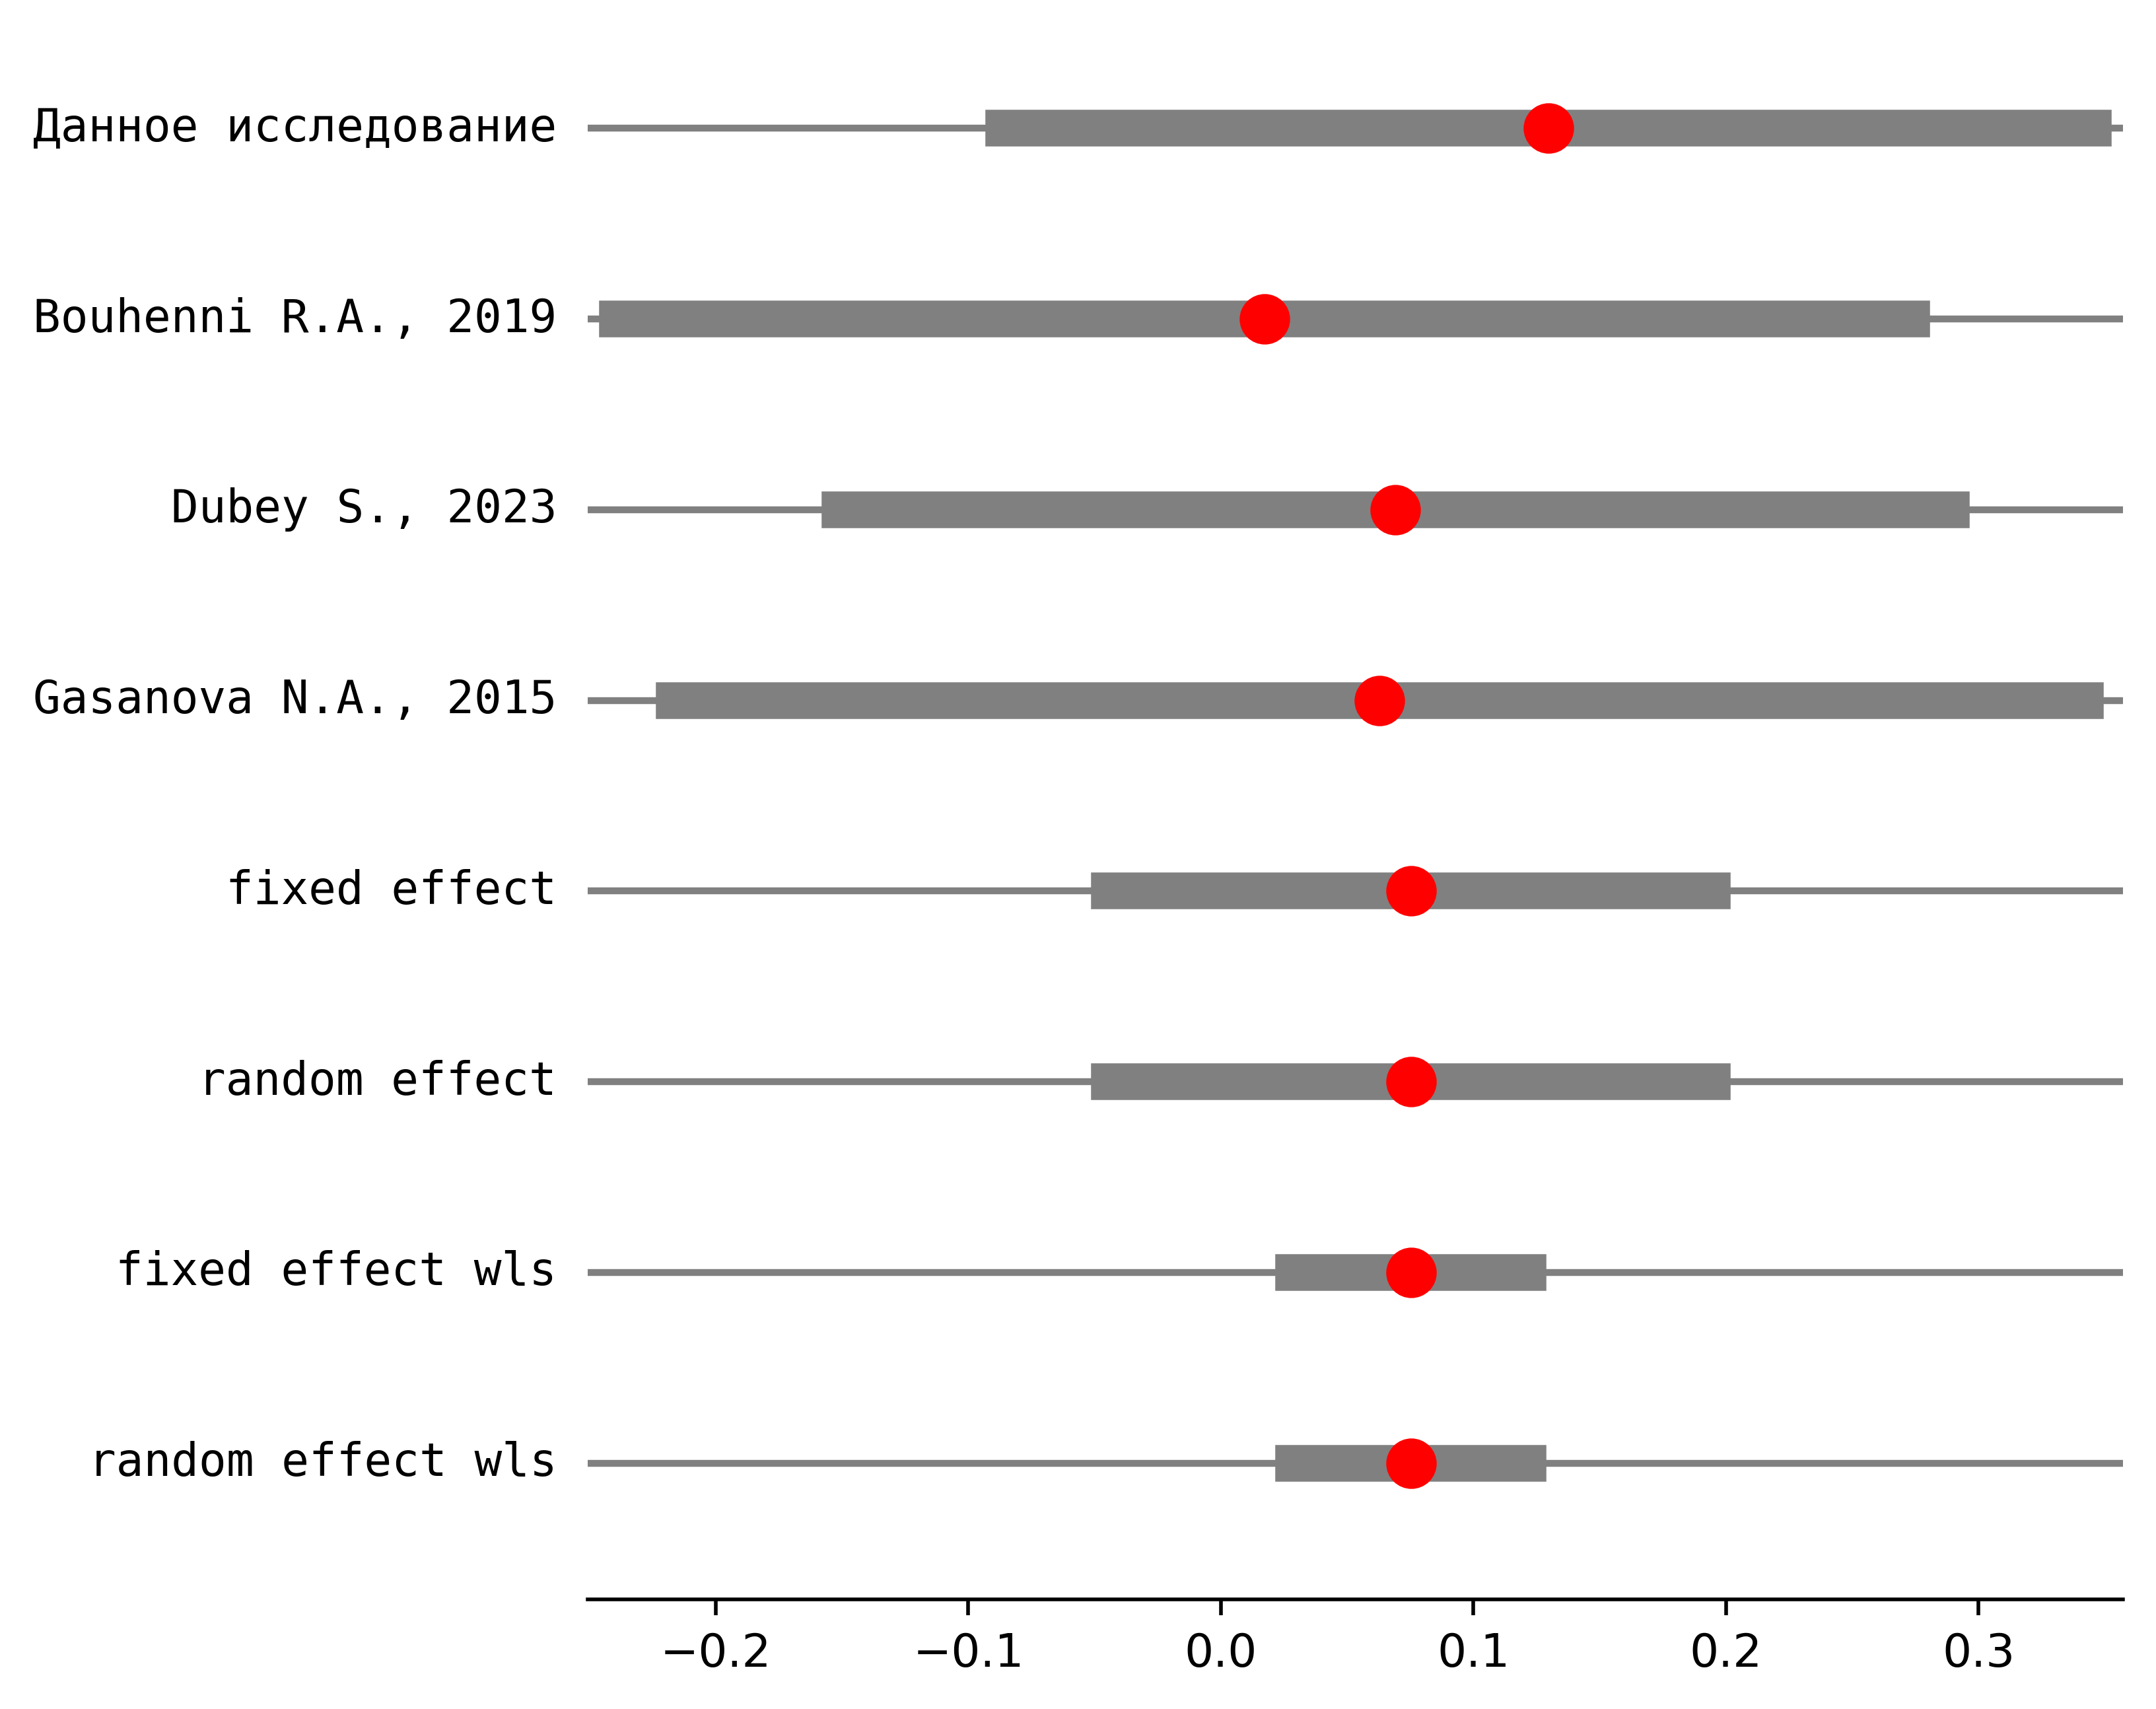 Данное исследование
Bouhenni R.A., 2019
Dubey S., 2023
Gasanova N.A., 2015
fixed effect
random effect
fixed effect wls
random effect wls
−0.2 −0.1 0.0 0.1 0.2 0.3